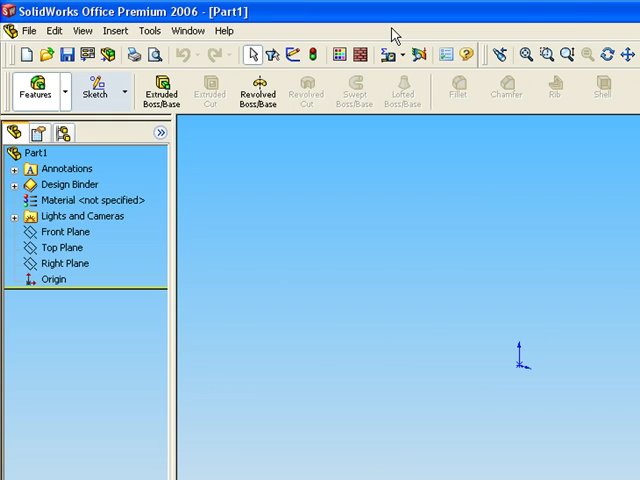 SolidWorks Office Premium 2006 - [Part1]
File Edit View Insert Tools Window Help
Features Sketch Extruded Boss/Base Extruded Cut Revolved Boss/Base Revolved Cut Swept Boss/Base Lofted Boss/Base Fillet Chamfer Rib Shell
Part1
Annotations
Design Binder
Material <not specified>
Lights and Cameras
Front Plane
Top Plane
Right Plane
Origin